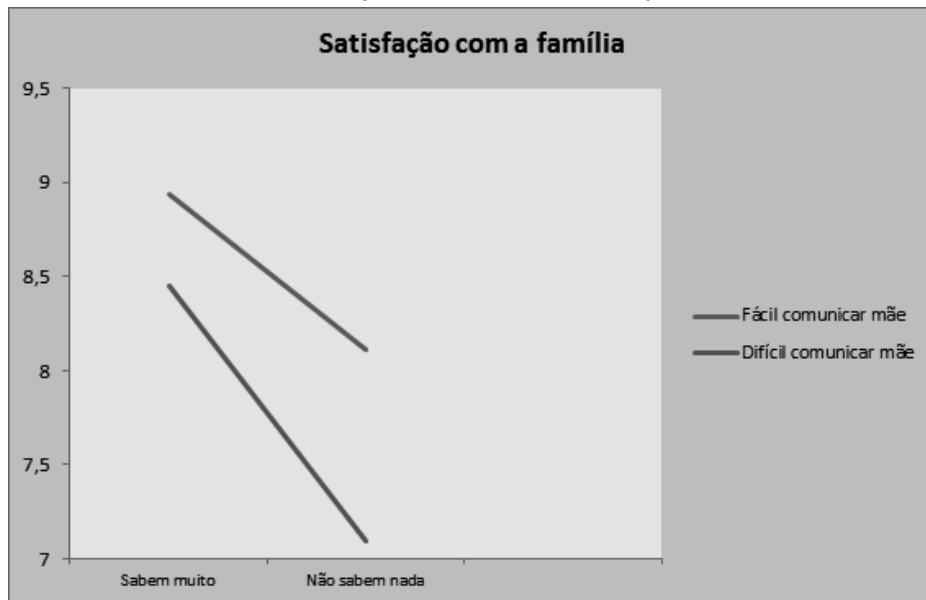 Satisfação com a família
9,5
9
8,5
8
7,5
7
Sabem muito
Não sabem nada
Fácil comunicar mãe
Difícil comunicar mãe